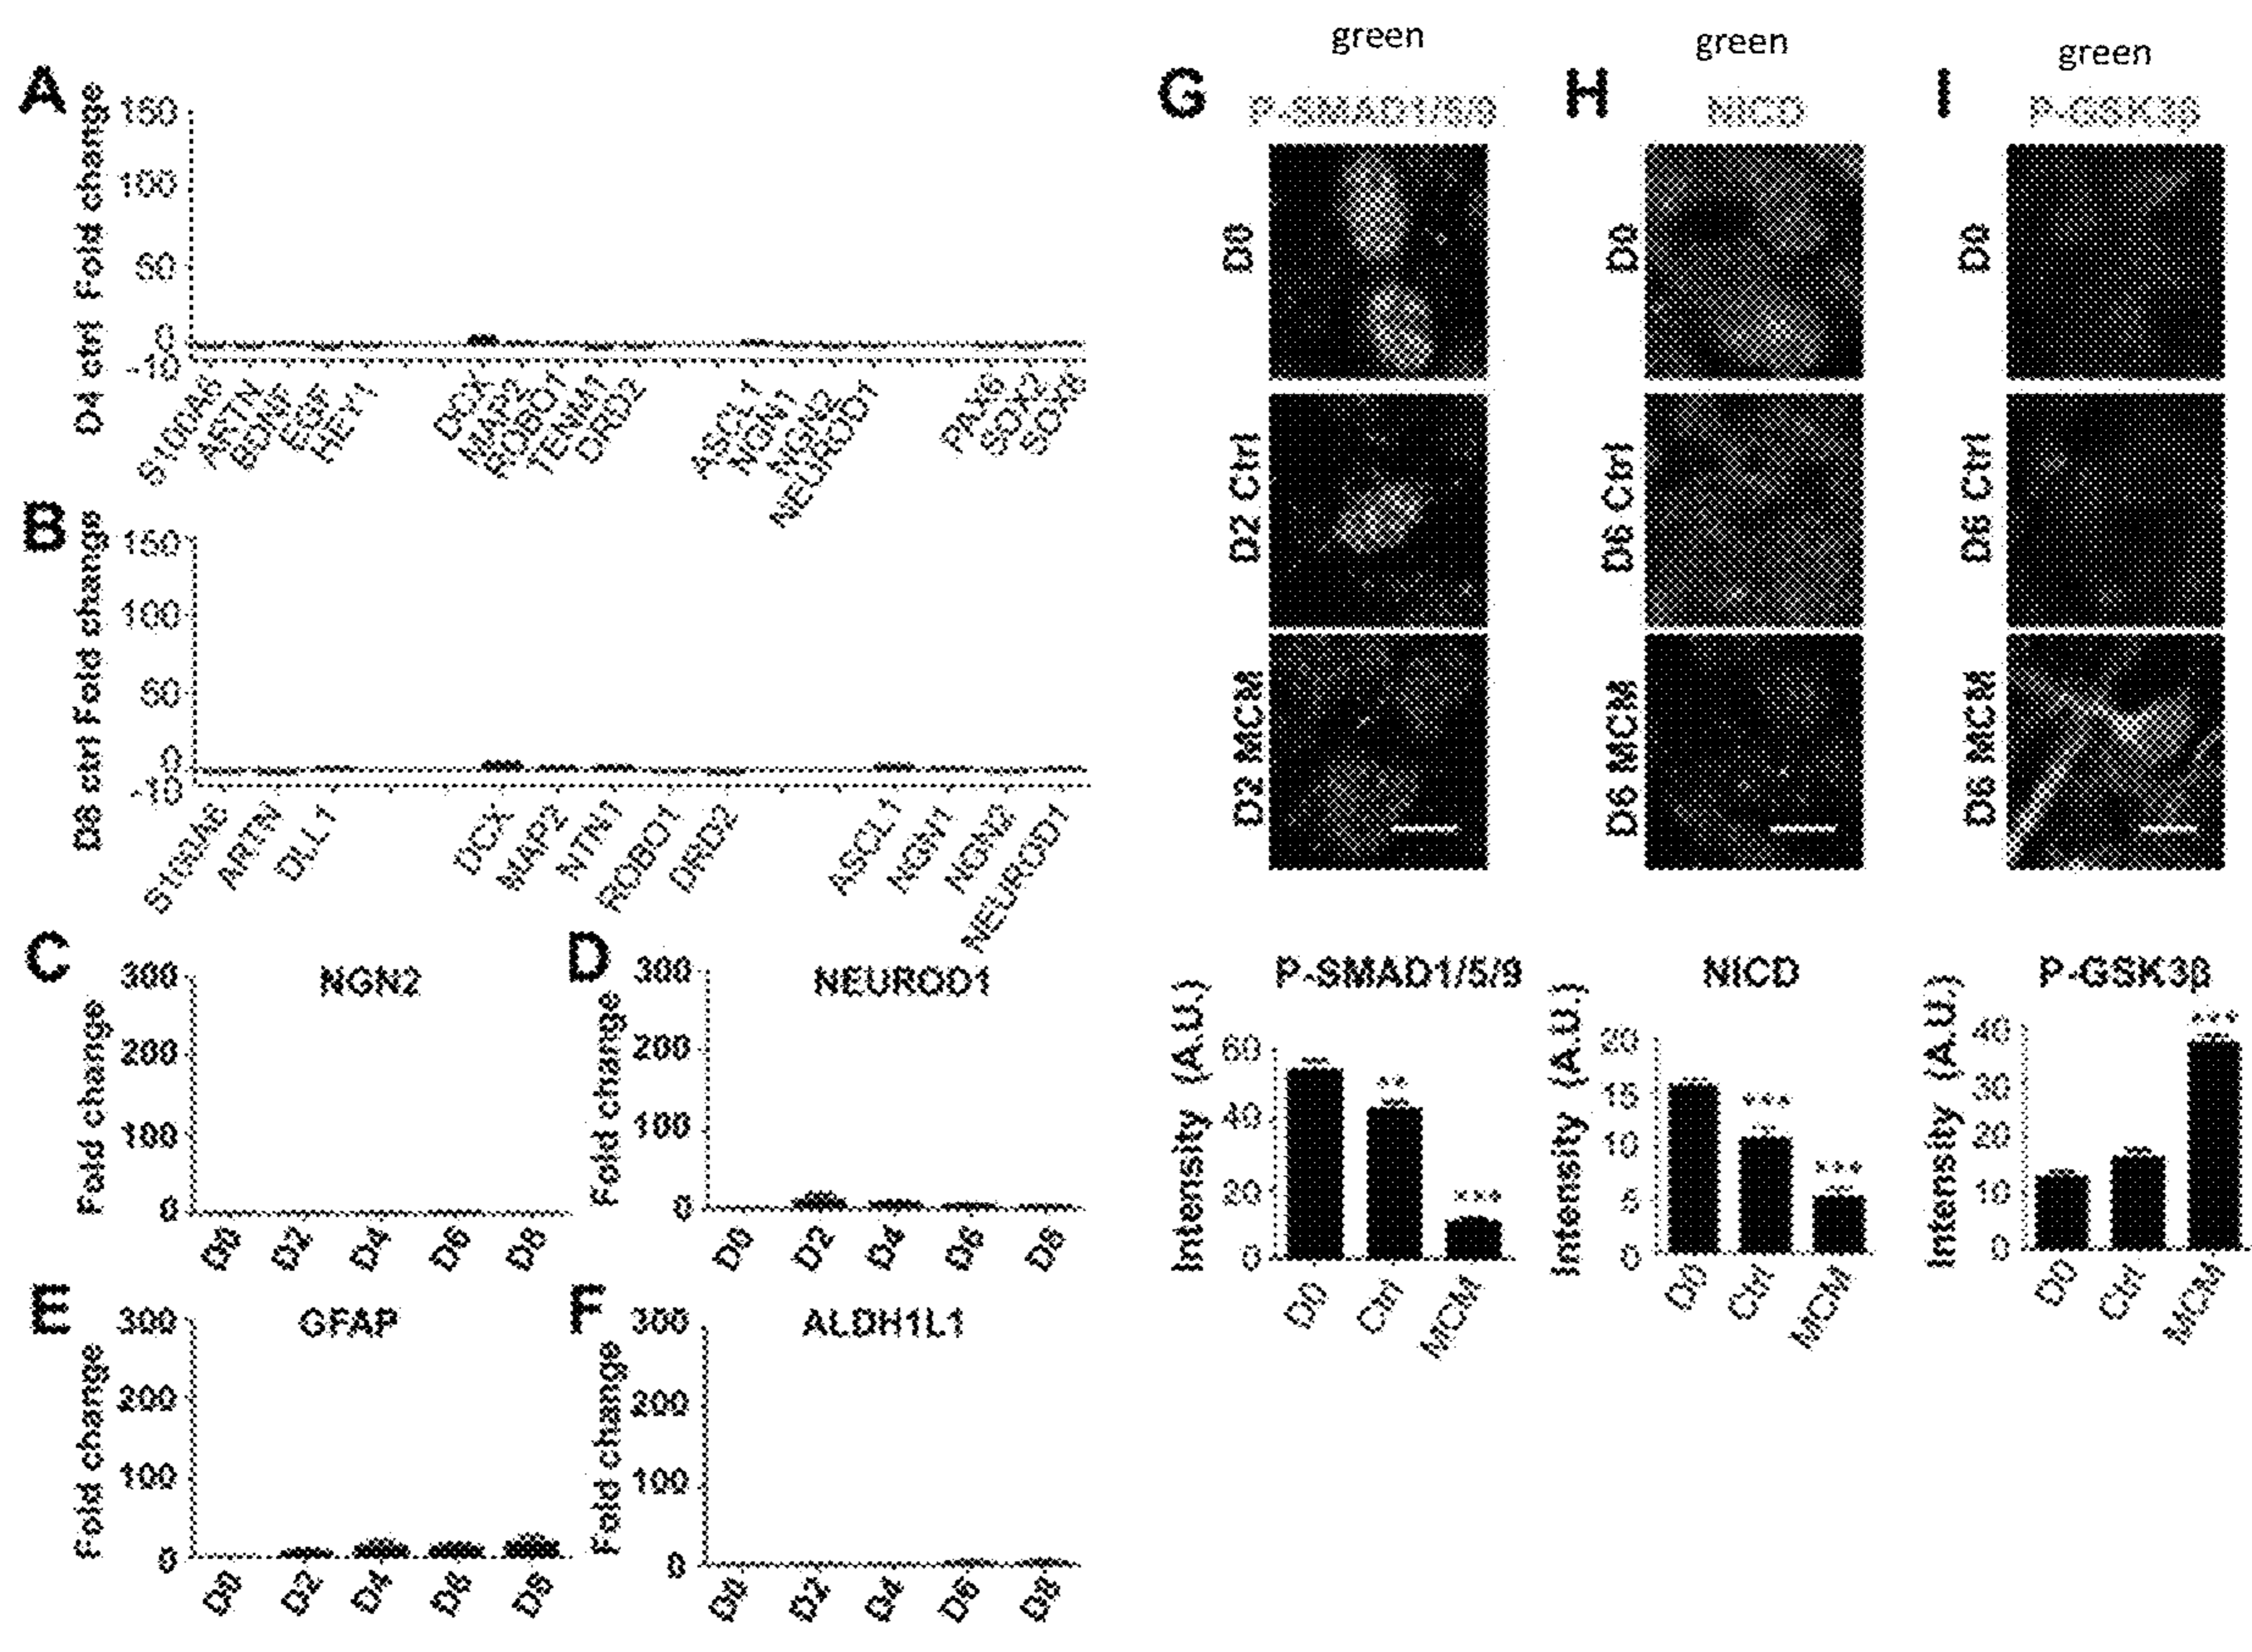 A
D4 ctrl Fold change
150
100
50
0
-10
S100A6
ARTN
BDNF
EGF
HEY1
DCX
MAP2
ROBO1
TENM1
DRD2
ASCL1
NGN1
NGN2
NEUROD1
PAX6
SOX2
B
150
100
50
0
-10
S100A6
ARTN
DLL1
DCX
MAP2
NTN1
ROBO1
DRD2
ASCL1
NGN1
NGN2
NEUROD1
C
NGN2
Fold change
300
200
100
0
D0
D2
D4
D6
D8
D
NEUROD1
Fold change
300
200
100
0
D0
D2
D4
D6
D8
E
GFAP
Fold change
300
200
100
0
D0
D2
D4
D6
D8
F
ALDH1L1
Fold change
300
200
100
0
D0
D2
D4
D6
D8
G
green
P-SMAD1/5/9
D0
D2 Ctrl
D2 MCM
P-SMAD1/5/9
Intensity (A.U.)
60
40
20
0
**
***
D0
Ctrl
MCM
H
green
NICD
D0
D6 Ctrl
D6 MCM
NICD
Intensity (A.U.)
20
15
10
5
0
***
***
D0
Ctrl
MCM
I
green
P-GSK3β
D0
D6 Ctrl
D6 MCM
P-GSK3β
Intensity (A.U.)
40
30
20
10
0
***
D0
Ctrl
MCM